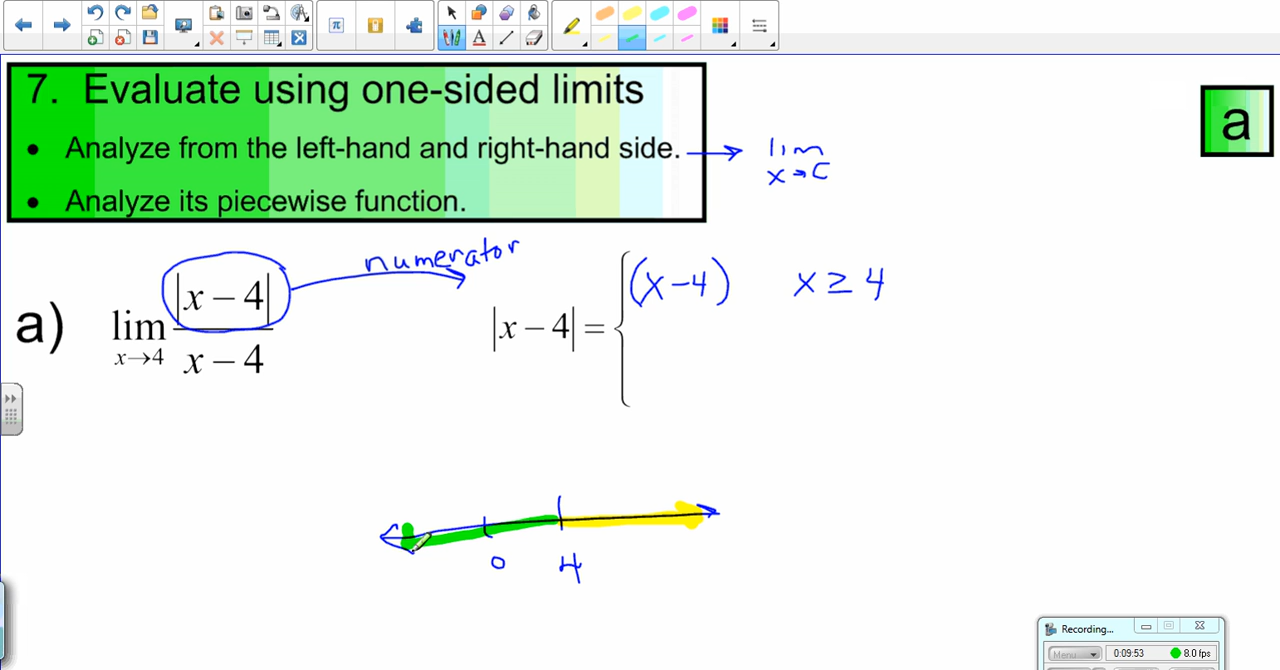 7. Evaluate using one-sided limits
• Analyze from the left-hand and right-hand side. → lim x→c
• Analyze its piecewise function.
a
numerator
a) lim x→4 |x − 4| / x − 4
|x − 4| = { (x − 4) x ≥ 4
0 4
Recording...
Menu 0:09:53 8.0 fps